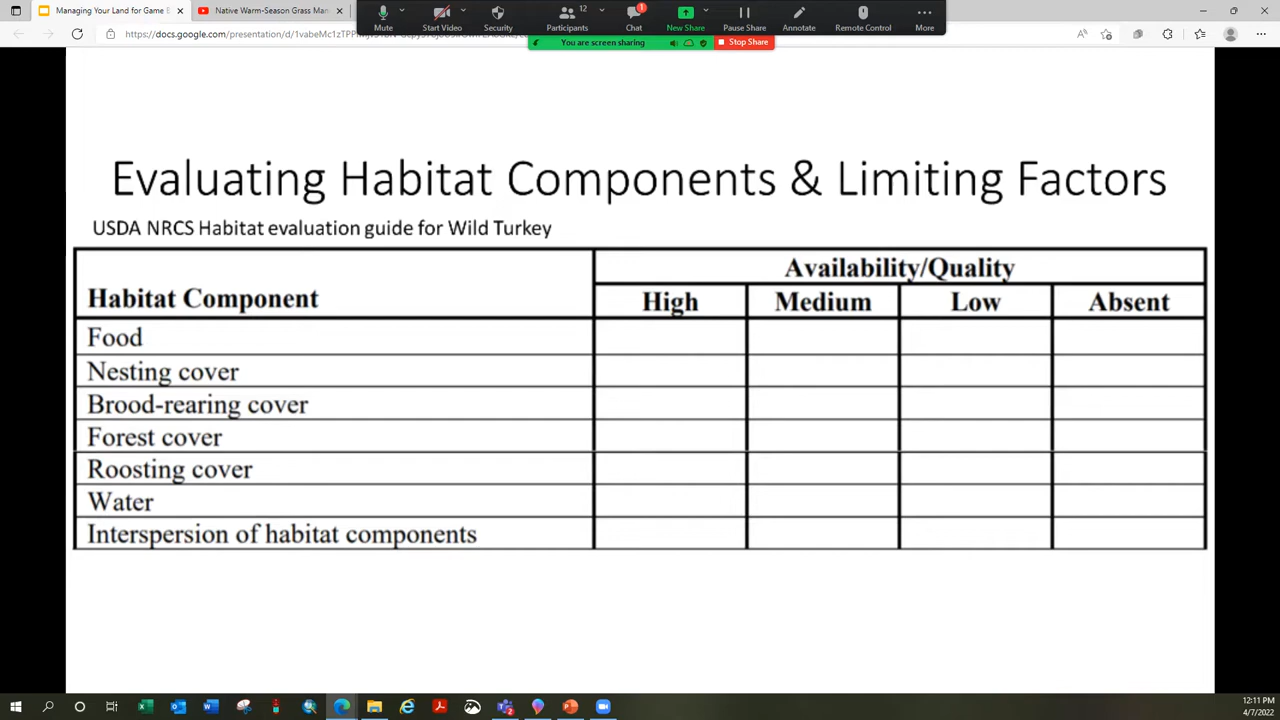 Managing Your Land for Game
Native Warm-Season Grass Man
Mute
Start Video
Security
12
Participants
1
Chat
New Share
Pause Share
Annotate
Remote Control
More
You are screen sharing
Stop Share
Evaluating Habitat Components & Limiting Factors
USDA NRCS Habitat evaluation guide for Wild Turkey
Habitat Component
Availability/Quality
High Medium Low Absent
Food
Nesting cover
Brood-rearing cover
Forest cover
Roosting cover
Water
Interspersion of habitat components
12:11 PM
4/7/2022